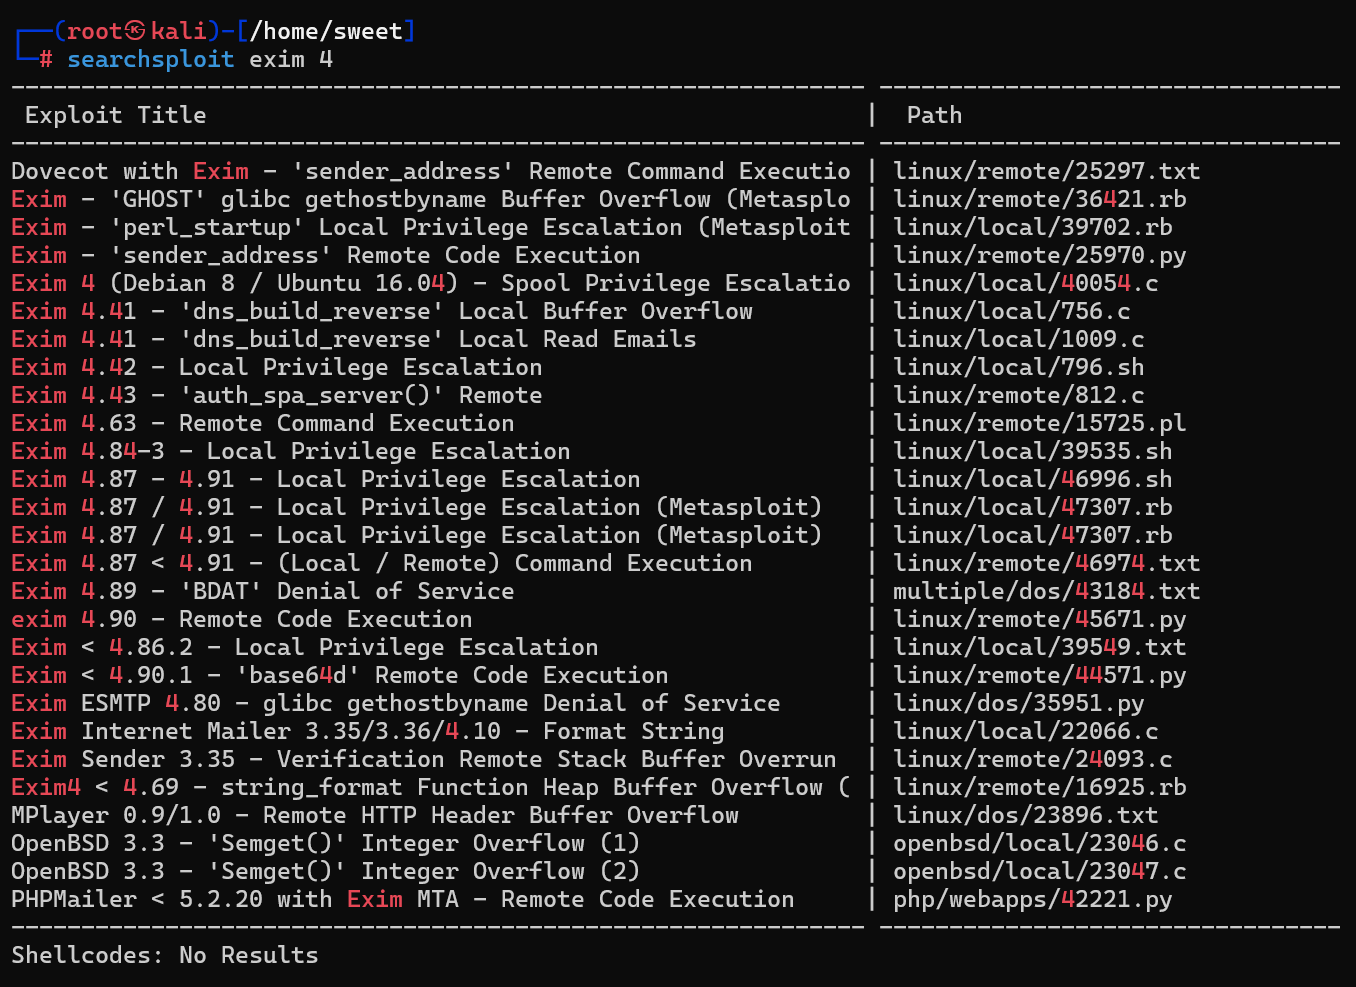 ┌──(root㉿kali)-[/home/sweet]
└─# searchsploit exim 4
------------------------------------------------------------- ---------------------------------
 Exploit Title                                               |  Path
------------------------------------------------------------- ---------------------------------
Dovecot with Exim - 'sender_address' Remote Command Executio | linux/remote/25297.txt
Exim - 'GHOST' glibc gethostbyname Buffer Overflow (Metasplo | linux/remote/36421.rb
Exim - 'perl_startup' Local Privilege Escalation (Metasploit | linux/local/39702.rb
Exim - 'sender_address' Remote Code Execution                | linux/remote/25970.py
Exim 4 (Debian 8 / Ubuntu 16.04) - Spool Privilege Escalatio | linux/local/40054.c
Exim 4.41 - 'dns_build_reverse' Local Buffer Overflow        | linux/local/756.c
Exim 4.41 - 'dns_build_reverse' Local Read Emails            | linux/local/1009.c
Exim 4.42 - Local Privilege Escalation                       | linux/local/796.sh
Exim 4.43 - 'auth_spa_server()' Remote                       | linux/remote/812.c
Exim 4.63 - Remote Command Execution                         | linux/remote/15725.pl
Exim 4.84-3 - Local Privilege Escalation                     | linux/local/39535.sh
Exim 4.87 - 4.91 - Local Privilege Escalation                | linux/local/46996.sh
Exim 4.87 / 4.91 - Local Privilege Escalation (Metasploit)   | linux/local/47307.rb
Exim 4.87 / 4.91 - Local Privilege Escalation (Metasploit)   | linux/local/47307.rb
Exim 4.87 < 4.91 - (Local / Remote) Command Execution        | linux/remote/46974.txt
Exim 4.89 - 'BDAT' Denial of Service                         | multiple/dos/43184.txt
exim 4.90 - Remote Code Execution                            | linux/remote/45671.py
Exim < 4.86.2 - Local Privilege Escalation                   | linux/local/39549.txt
Exim < 4.90.1 - 'base64d' Remote Code Execution              | linux/remote/44571.py
Exim ESMTP 4.80 - glibc gethostbyname Denial of Service      | linux/dos/35951.py
Exim Internet Mailer 3.35/3.36/4.10 - Format String          | linux/local/22066.c
Exim Sender 3.35 - Verification Remote Stack Buffer Overrun  | linux/remote/24093.c
Exim4 < 4.69 - string_format Function Heap Buffer Overflow ( | linux/remote/16925.rb
MPlayer 0.9/1.0 - Remote HTTP Header Buffer Overflow         | linux/dos/23896.txt
OpenBSD 3.3 - 'Semget()' Integer Overflow (1)                | openbsd/local/23046.c
OpenBSD 3.3 - 'Semget()' Integer Overflow (2)                | openbsd/local/23047.c
PHPMailer < 5.2.20 with Exim MTA - Remote Code Execution     | php/webapps/42221.py
------------------------------------------------------------- ---------------------------------
Shellcodes: No Results